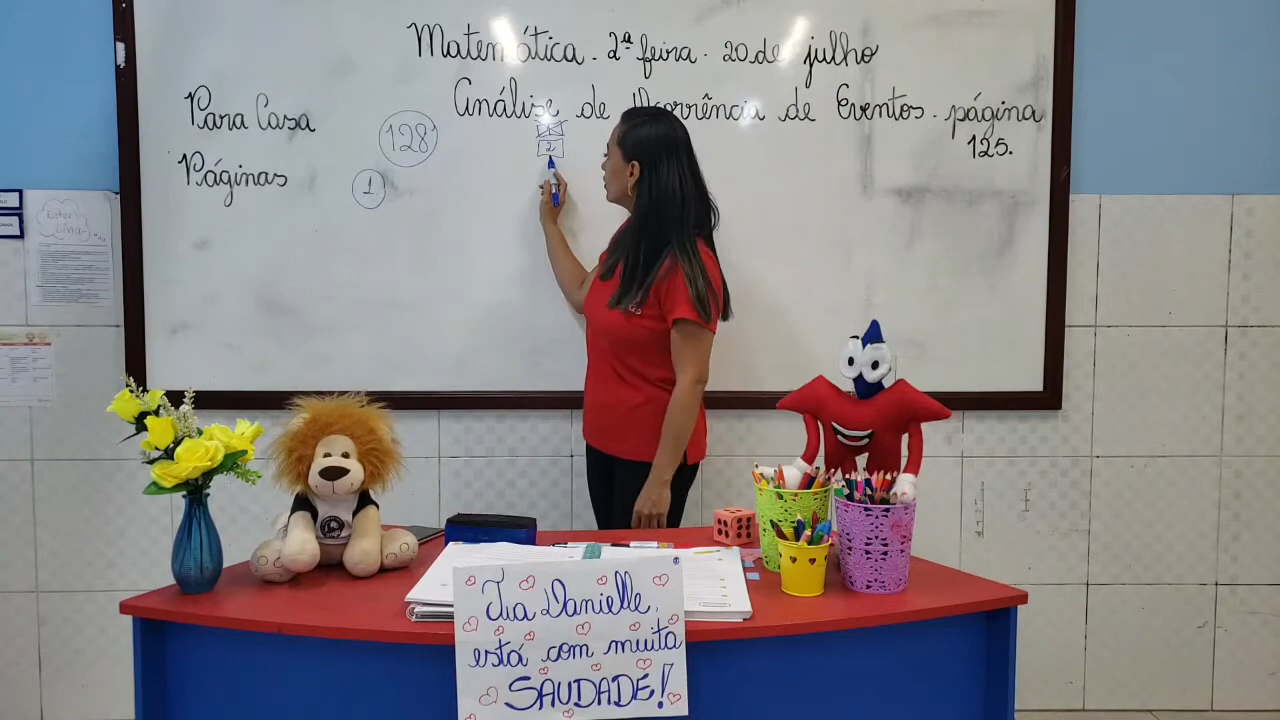 Matemática. 2ª feira. 20 de julho
Análise de Ocorrência de Eventos. página
125.
Para Casa
Páginas
128
1
2
Tia Danielle,
está com muita
SAUDADE!